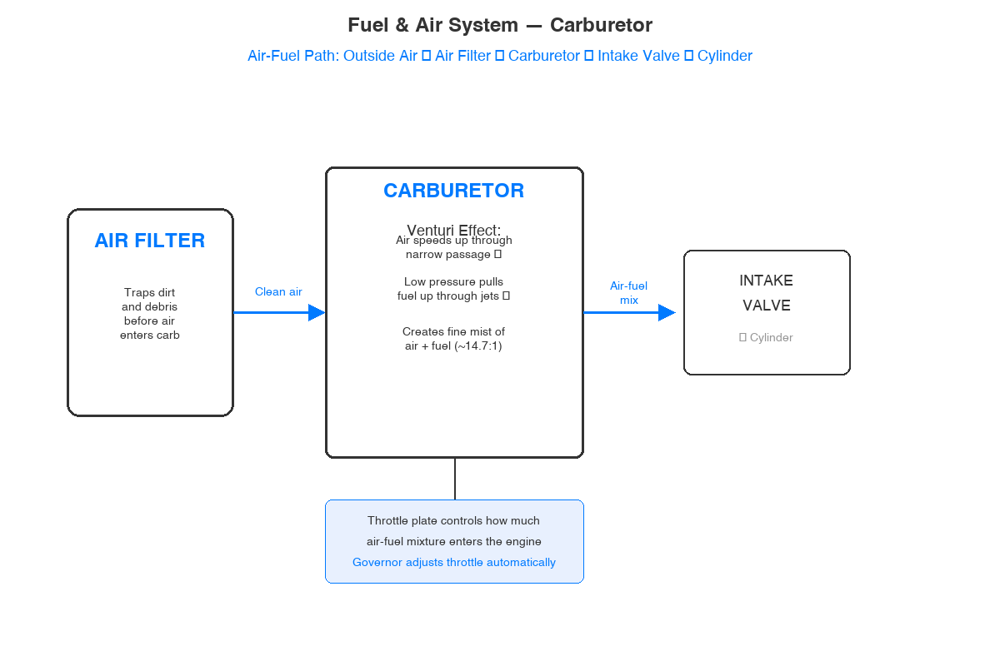 Fuel & Air System — Carburetor
Air-Fuel Path: Outside Air □ Air Filter □ Carburetor □ Intake Valve □ Cylinder
AIR FILTER
Traps dirt
and debris
before air
enters carb
Clean air
CARBURETOR
Venturi Effect:
Air speeds up through
narrow passage □
Low pressure pulls
fuel up through jets □
Creates fine mist of
air + fuel (~14.7:1)
Air-fuel
mix
INTAKE
VALVE
□ Cylinder
Throttle plate controls how much
air-fuel mixture enters the engine
Governor adjusts throttle automatically